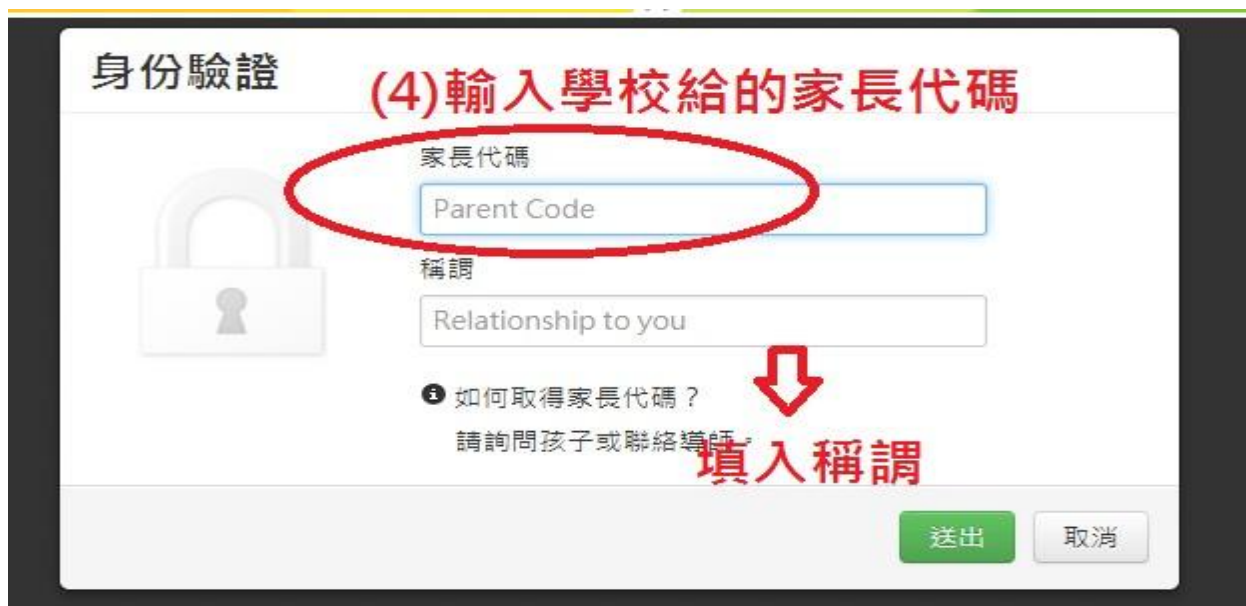 身份驗證
(4)輸入學校給的家長代碼
家長代碼
Parent Code
稱謂
Relationship to you
如何取得家長代碼？
請詢問孩子或聯絡導師。
填入稱謂
送出
取消